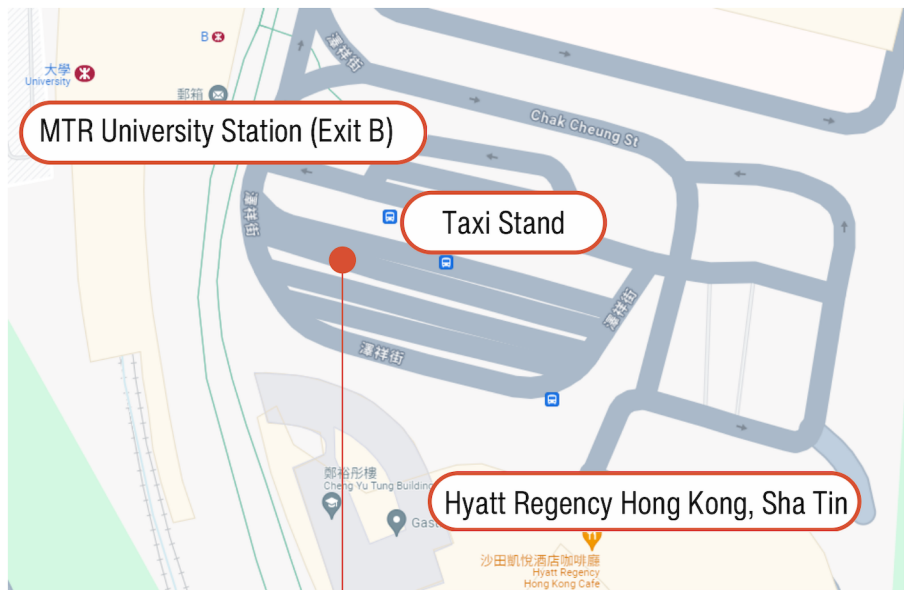 B
大學
University
郵箱
MTR University Station (Exit B)
澤祥街
Chak Cheung St
澤祥街
Taxi Stand
澤祥街
澤祥街
鄭裕彤樓
Cheng Yu Tung Building
Hyatt Regency Hong Kong, Sha Tin
沙田凱悅酒店咖啡廳
Hyatt Regency
Hong Kong Cafe